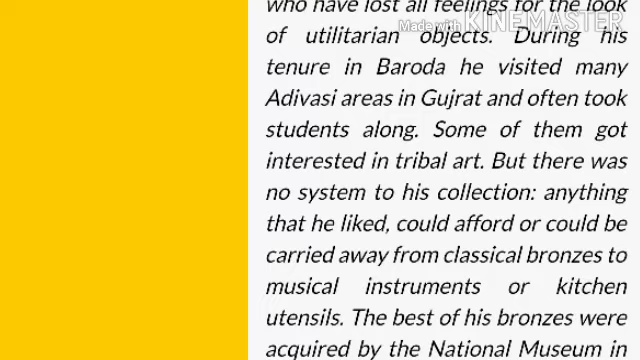 who have lost all feelings for the look
Made with KINEMASTER
of utilitarian objects. During his
tenure in Baroda he visited many
Adivasi areas in Gujrat and often took
students along. Some of them got
interested in tribal art. But there was
no system to his collection: anything
that he liked, could afford or could be
carried away from classical bronzes to
musical instruments or kitchen
utensils. The best of his bronzes were
acquired by the National Museum in